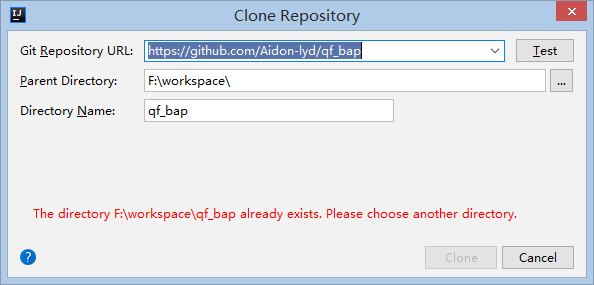 IJ
Clone Repository
Git Repository URL: https://github.com/Aidon-lyd/qf_bap Test
Parent Directory: F:\workspace\ ...
Directory Name: qf_bap
The directory F:\workspace\qf_bap already exists. Please choose another directory.
? Clone Cancel